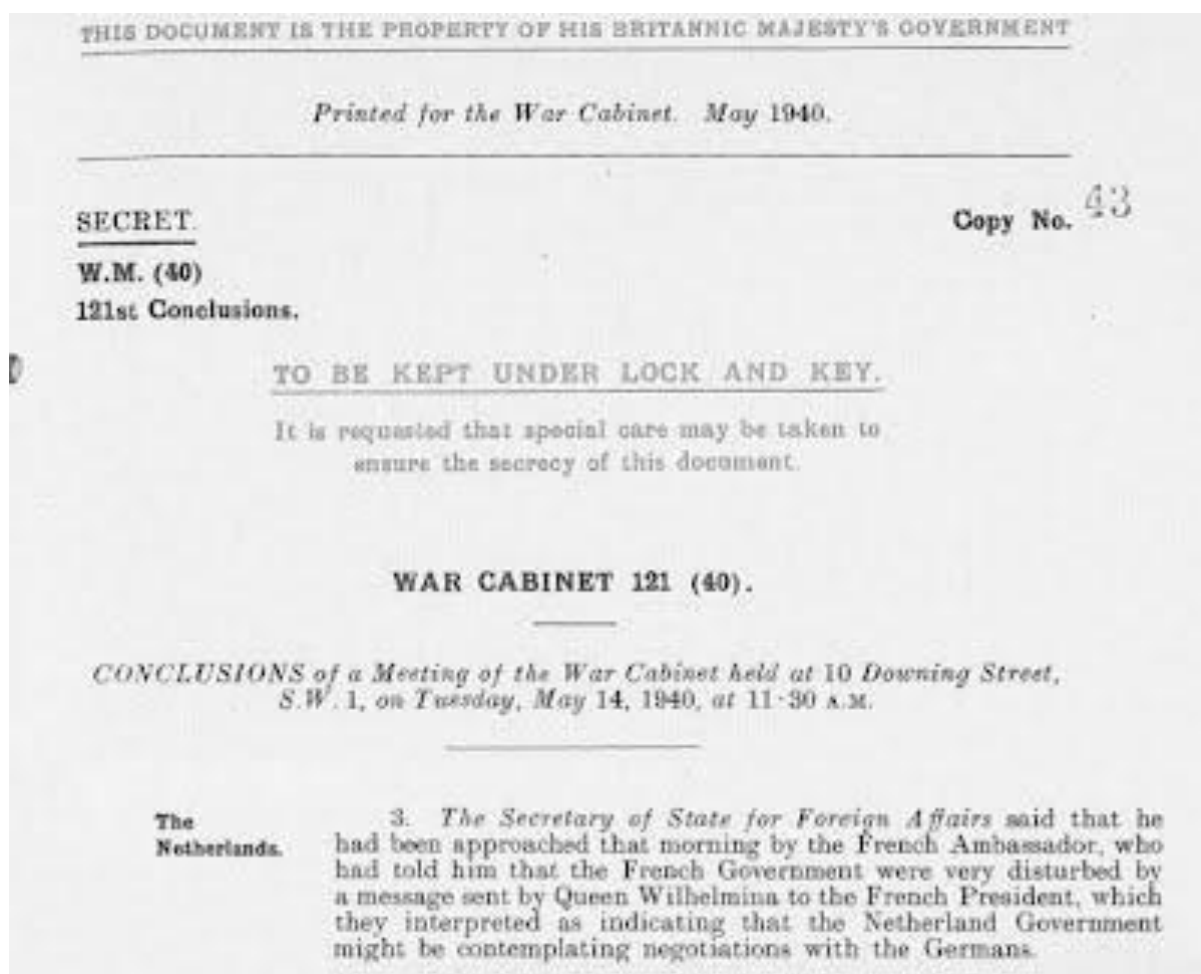 THIS DOCUMENT IS THE PROPERTY OF HIS BRITANNIC MAJESTY'S GOVERNMENT
Printed for the War Cabinet. May 1940.
SECRET.
Copy No. 43
W.M. (40)
121st Conclusions.
TO BE KEPT UNDER LOCK AND KEY.
It is requested that special care may be taken to
ensure the secrecy of this document.
WAR CABINET 121 (40).
CONCLUSIONS of a Meeting of the War Cabinet held at 10 Downing Street,
S.W. 1, on Tuesday, May 14, 1940, at 11·30 A.M.
The
Netherlands.
3. The Secretary of State for Foreign Affairs said that he
had been approached that morning by the French Ambassador, who
had told him that the French Government were very disturbed by
a message sent by Queen Wilhelmina to the French President, which
they interpreted as indicating that the Netherland Government
might be contemplating negotiations with the Germans.